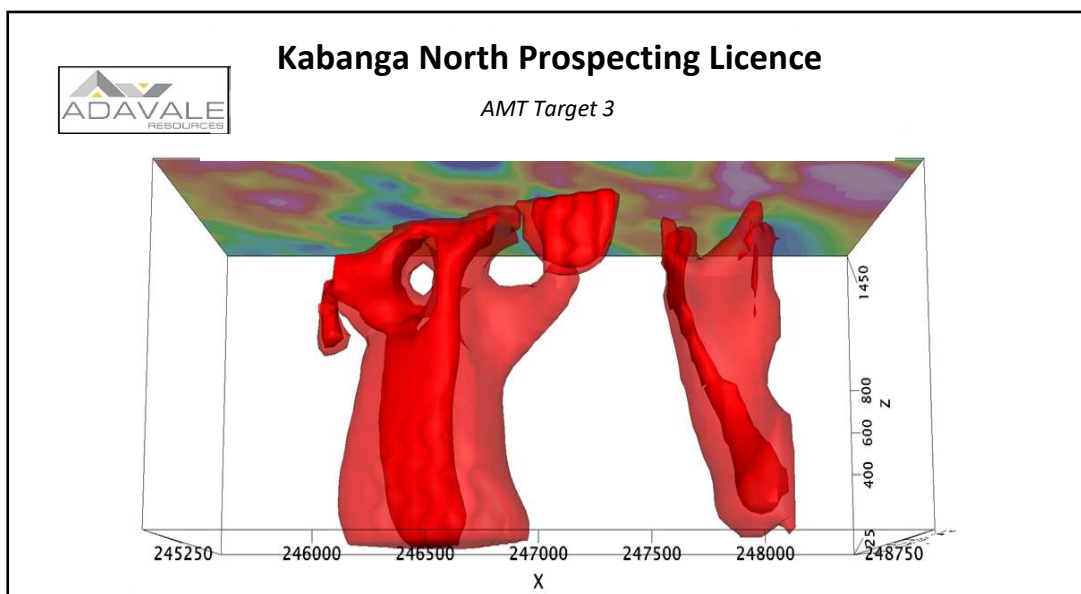 Kabanga North Prospecting Licence
ADAVALE
RESOURCES
AMT Target 3
1450
800
Z
600
400
25
245250 246000 246500 247000 247500 248000 248750
X